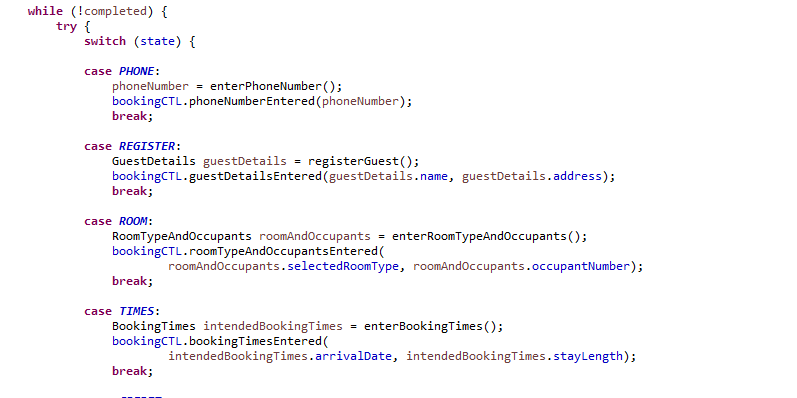 while (!completed) {
try {
switch (state) {
case PHONE:
phoneNumber = enterPhoneNumber();
bookingCTL.phoneNumberEntered(phoneNumber);
break;
case REGISTER:
GuestDetails guestDetails = registerGuest();
bookingCTL.guestDetailsEntered(guestDetails.name, guestDetails.address);
break;
case ROOM:
RoomTypeAndOccupants roomAndOccupants = enterRoomTypeAndOccupants();
bookingCTL.roomTypeAndOccupantsEntered(
roomAndOccupants.selectedRoomType, roomAndOccupants.occupantNumber);
break;
case TIMES:
BookingTimes intendedBookingTimes = enterBookingTimes();
bookingCTL.bookingTimesEntered(
intendedBookingTimes.arrivalDate, intendedBookingTimes.stayLength);
break;